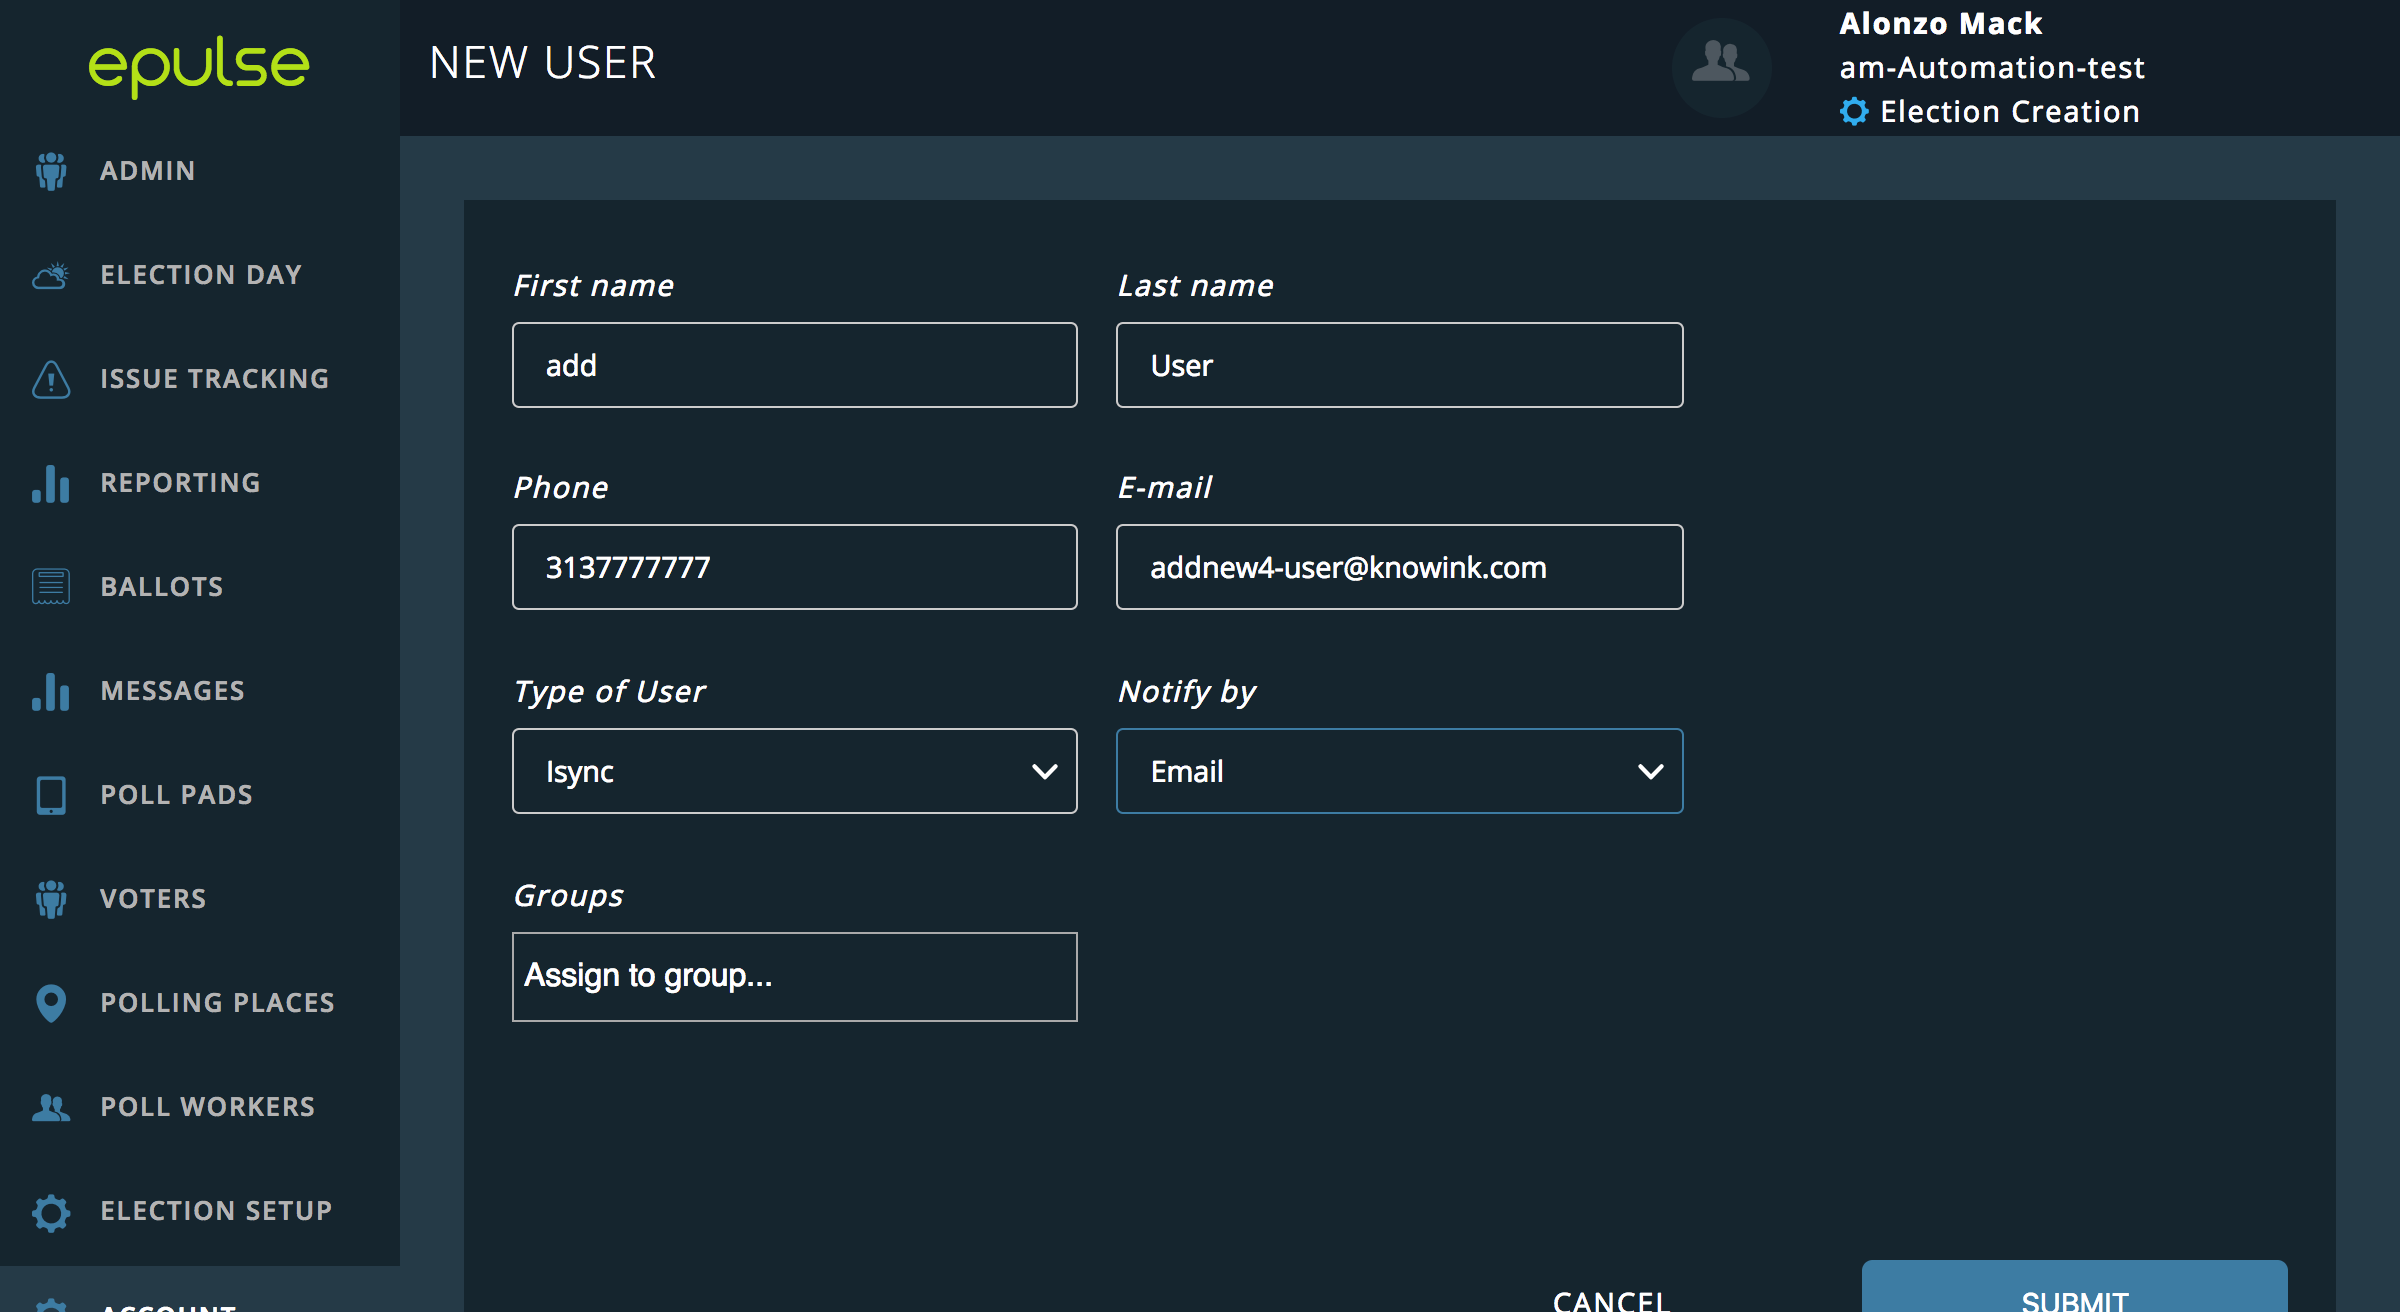 epulse
NEW USER
Alonzo Mack
am-Automation-test
Election Creation
ADMIN
ELECTION DAY
ISSUE TRACKING
REPORTING
BALLOTS
MESSAGES
POLL PADS
VOTERS
POLLING PLACES
POLL WORKERS
ELECTION SETUP
ACCOUNT
First name
Last name
add
User
Phone
E-mail
3137777777
addnew4-user@knowink.com
Type of User
Notify by
Isync
Email
Groups
Assign to group...
CANCEL
SUBMIT